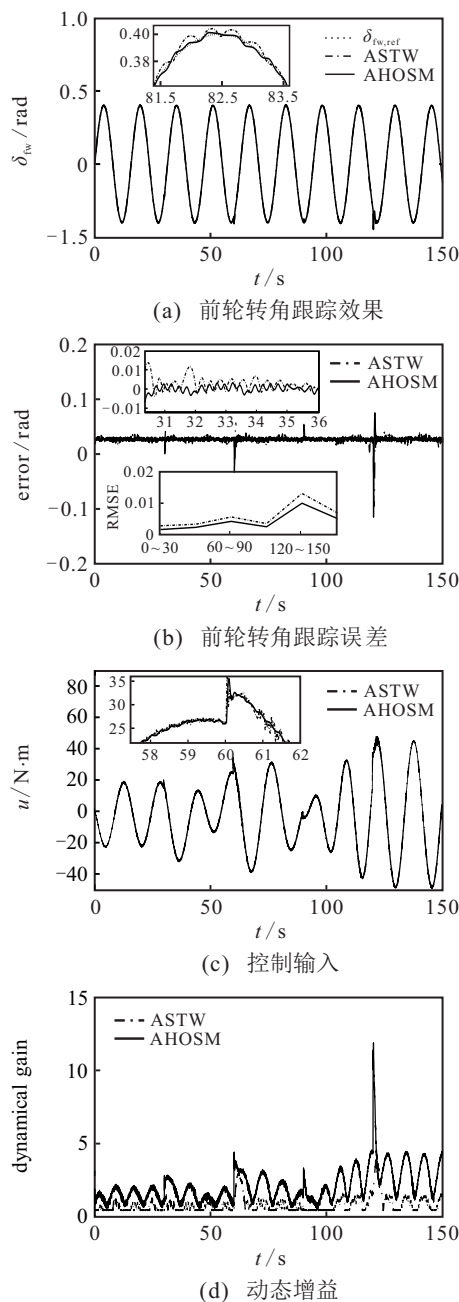 1.0
0.5
0
−1.5
δfw /rad
0.40
0.38
81.5 82.5 83.5
δfw,ref
ASTW
AHOSM
0 50 100 150
t/s
(a) 前轮转角跟踪效果
0.2
0.1
0
−0.1
−0.2
error/rad
0.02
0.01
0
−0.01
31 32 33 34 35 36
ASTW
AHOSM
RMSE
0.02
0.01
0
0~30 60~90 120~150
0 50 100 150
t/s
(b) 前轮转角跟踪误差
80
60
40
20
0
−20
−40
u/N·m
35
30
25
58 59 60 61 62
ASTW
AHOSM
0 50 100 150
t/s
(c) 控制输入
15
10
5
0
dynamical gain
ASTW
AHOSM
0 50 100 150
t/s
(d) 动态增益